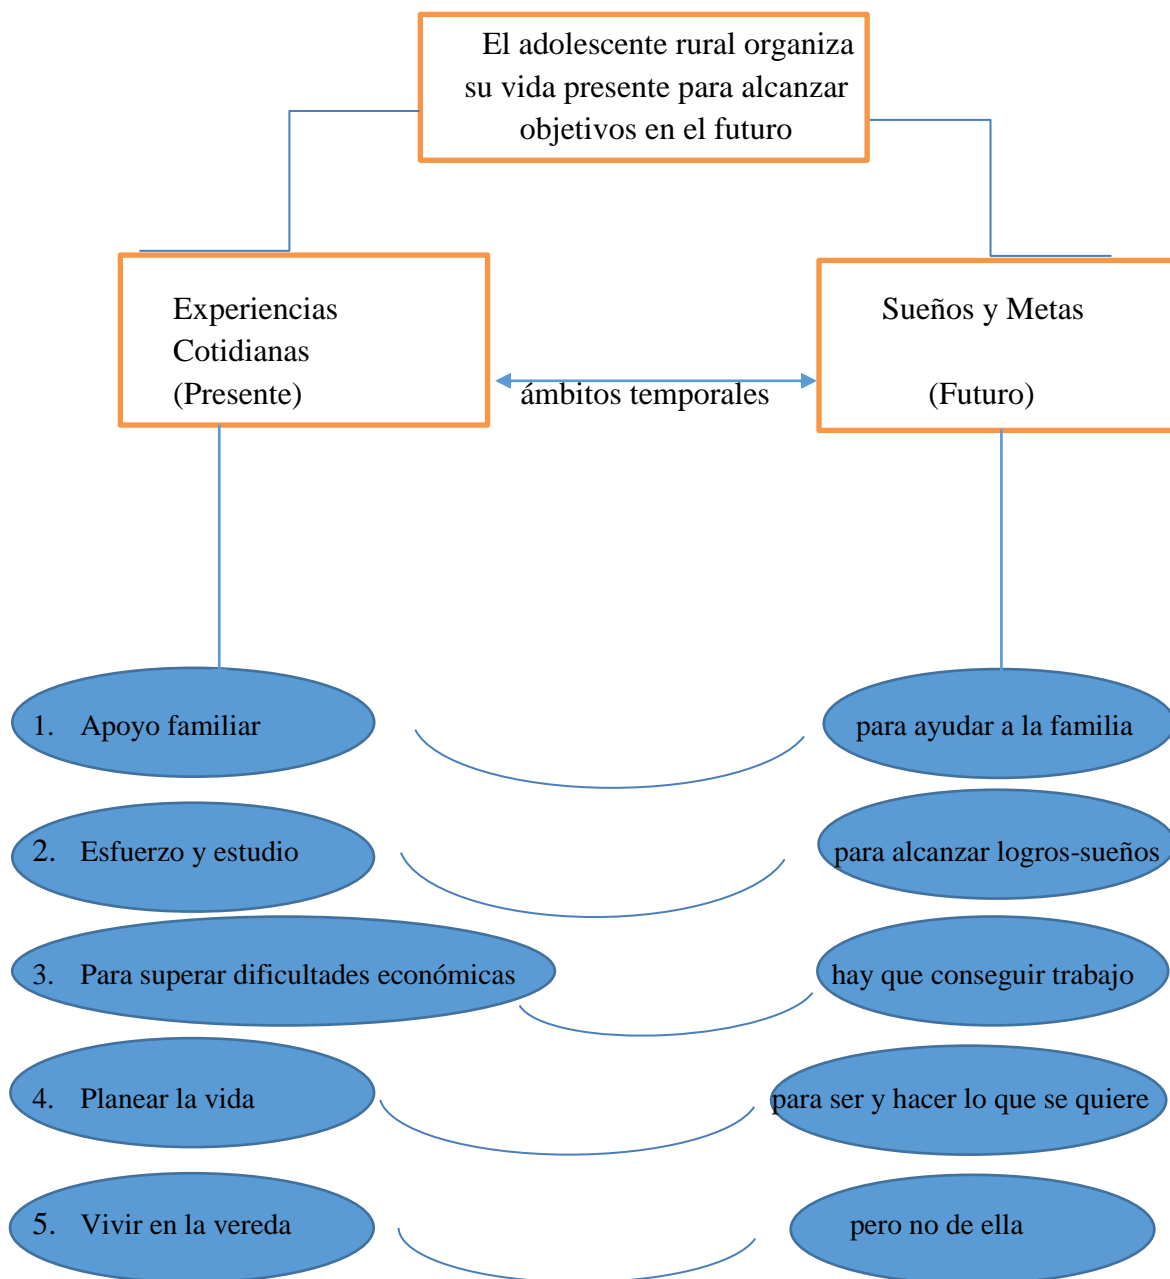 El adolescente rural organiza
su vida presente para alcanzar
objetivos en el futuro
Experiencias
Cotidianas
(Presente)
ámbitos temporales
Sueños y Metas
(Futuro)
1. Apoyo familiar
para ayudar a la familia
2. Esfuerzo y estudio
para alcanzar logros-sueños
3. Para superar dificultades económicas
hay que conseguir trabajo
4. Planear la vida
para ser y hacer lo que se quiere
5. Vivir en la vereda
pero no de ella